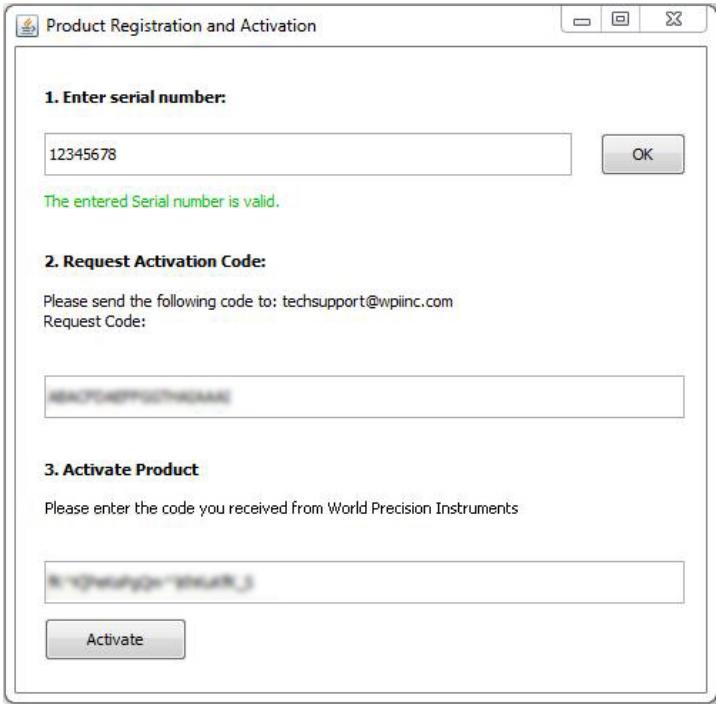 Product Registration and Activation
1. Enter serial number:
12345678
OK
The entered Serial number is valid.
2. Request Activation Code:
Please send the following code to: techsupport@wpiinc.com
Request Code:
3. Activate Product
Please enter the code you received from World Precision Instruments
Activate